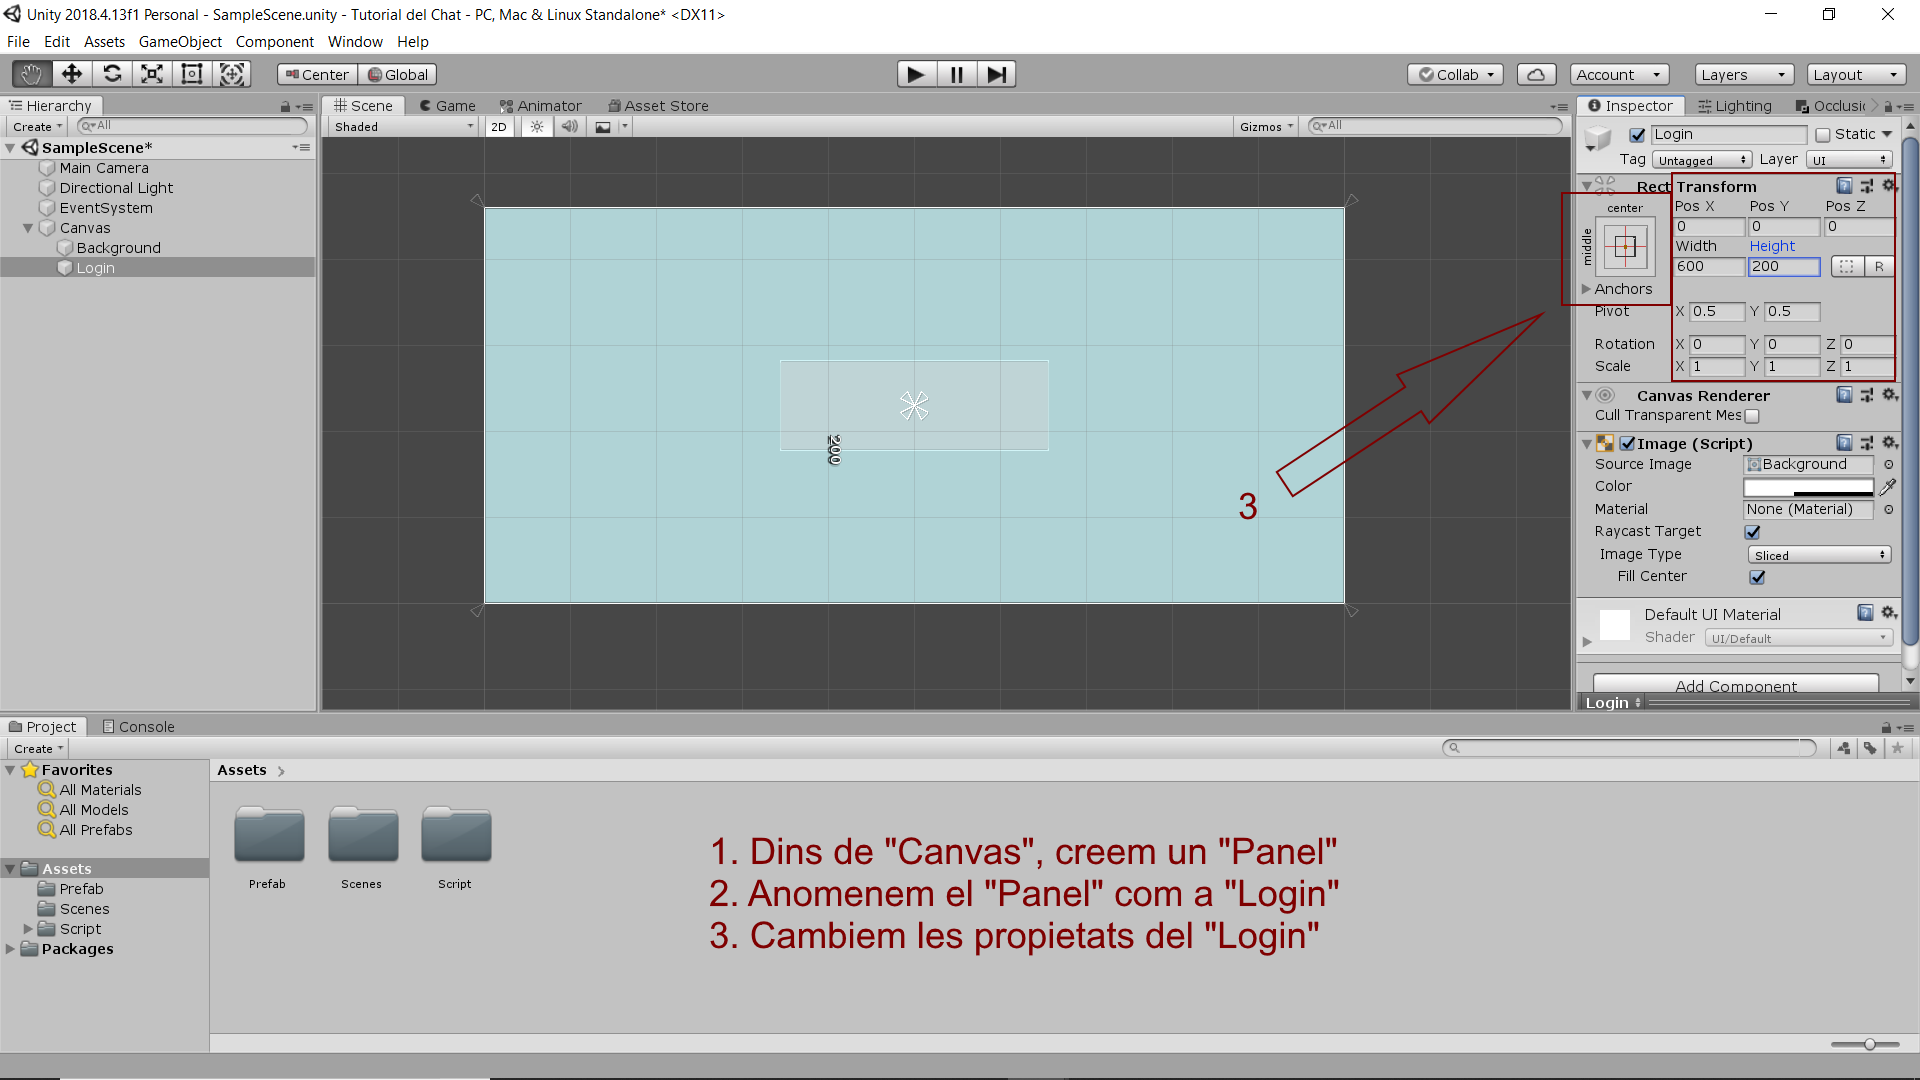 Unity 2018.4.13f1 Personal - SampleScene.unity - Tutorial del Chat - PC, Mac & Linux Standalone* <DX11>
File Edit Assets GameObject Component Window Help
Center Global
Collab Account Layers Layout
Hierarchy
Create All
SampleScene*
Main Camera
Directional Light
EventSystem
Canvas
Background
Login
Scene Game Animator Asset Store
Shaded 2D Gizmos All
200
3
Inspector Lighting Occlusio
Login Static
Tag Untagged Layer UI
Rect Transform
center
middle
Pos X Pos Y Pos Z
0 0 0
Width Height
600 200 R
Anchors
Pivot X 0.5 Y 0.5
Rotation X 0 Y 0 Z 0
Scale X 1 Y 1 Z 1
Canvas Renderer
Cull Transparent Mes
Image (Script)
Source Image Background
Color
Material None (Material)
Raycast Target
Image Type Sliced
Fill Center
Default UI Material
Shader UI/Default
Add Component
Login
Project Console
Create
Favorites
All Materials
All Models
All Prefabs
Assets
Prefab
Scenes
Script
Packages
Assets
Prefab Scenes Script
1. Dins de "Canvas", creem un "Panel"
2. Anomenem el "Panel" com a "Login"
3. Cambiem les propietats del "Login"